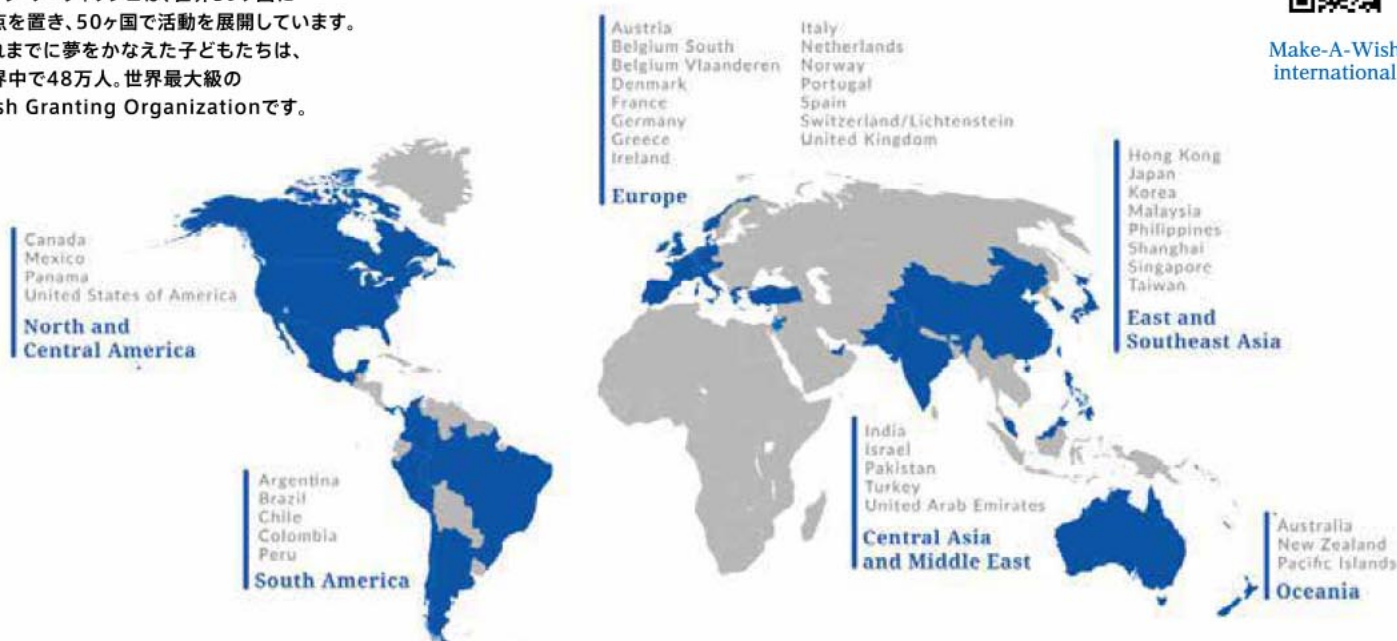 点を置き、50ヶ国で活動を展開しています。
れまでに夢をかなえた子どもたちは、
界中で48万人。世界最大級の
sh Granting Organizationです。
Make-A-Wish
international
Austria
Belgium South
Belgium Vlaanderen
Denmark
France
Germany
Greece
Ireland
Italy
Netherlands
Norway
Portugal
Spain
Switzerland/Lichtenstein
United Kingdom
Europe
Hong Kong
Japan
Korea
Malaysia
Philippines
Shanghai
Singapore
Taiwan
East and
Southeast Asia
Canada
Mexico
Panama
United States of America
North and
Central America
India
Israel
Pakistan
Turkey
United Arab Emirates
Central Asia
and Middle East
Argentina
Brazil
Chile
Colombia
Peru
South America
Australia
New Zealand
Pacific Islands
Oceania